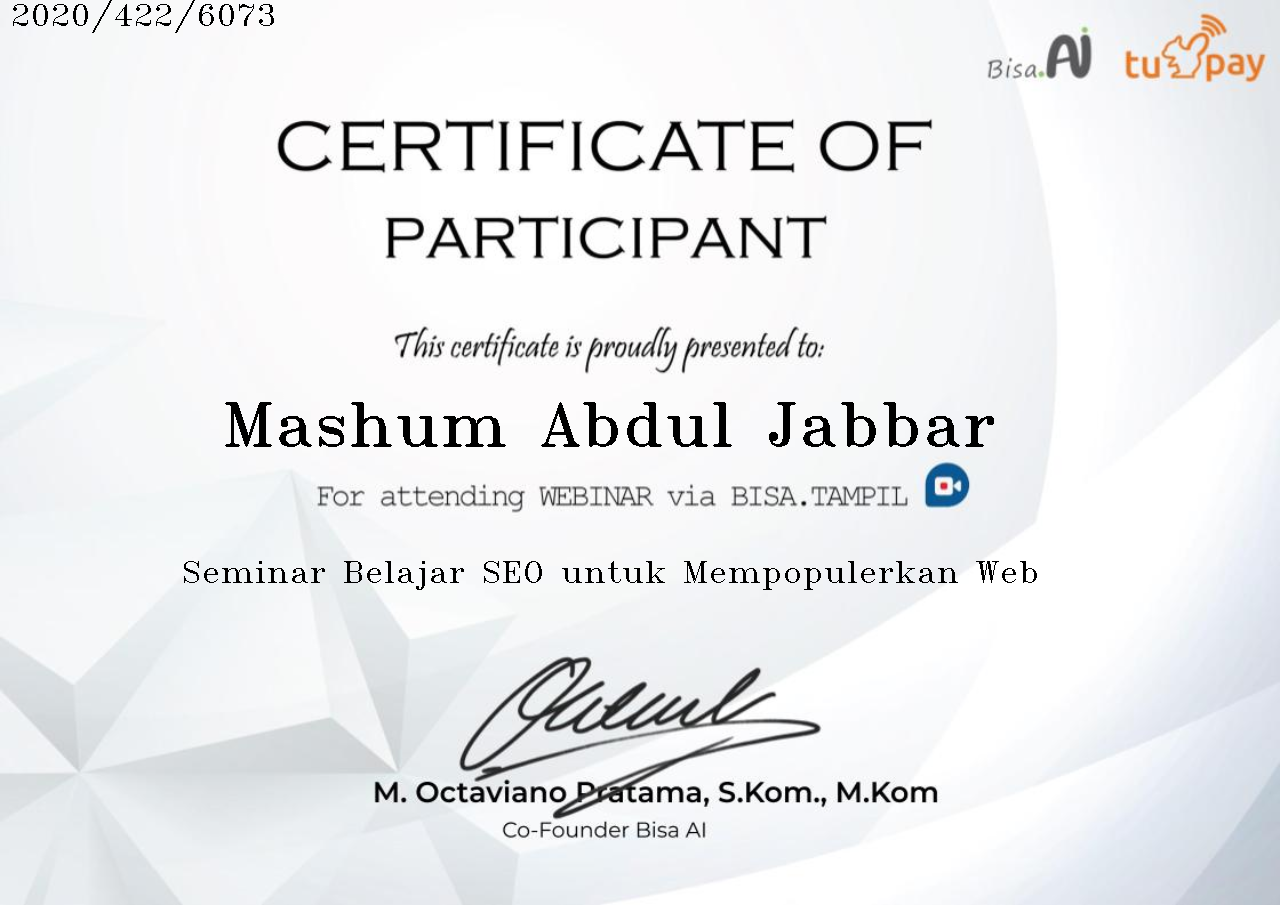 2020/422/6073
Bisa.AI tupay
CERTIFICATE OF
PARTICIPANT
This certificate is proudly presented to:
Mashum Abdul Jabbar
For attending WEBINAR via BISA.TAMPIL
Seminar Belajar SEO untuk Mempopulerkan Web
M. Octaviano Pratama, S.Kom., M.Kom
Co-Founder Bisa AI